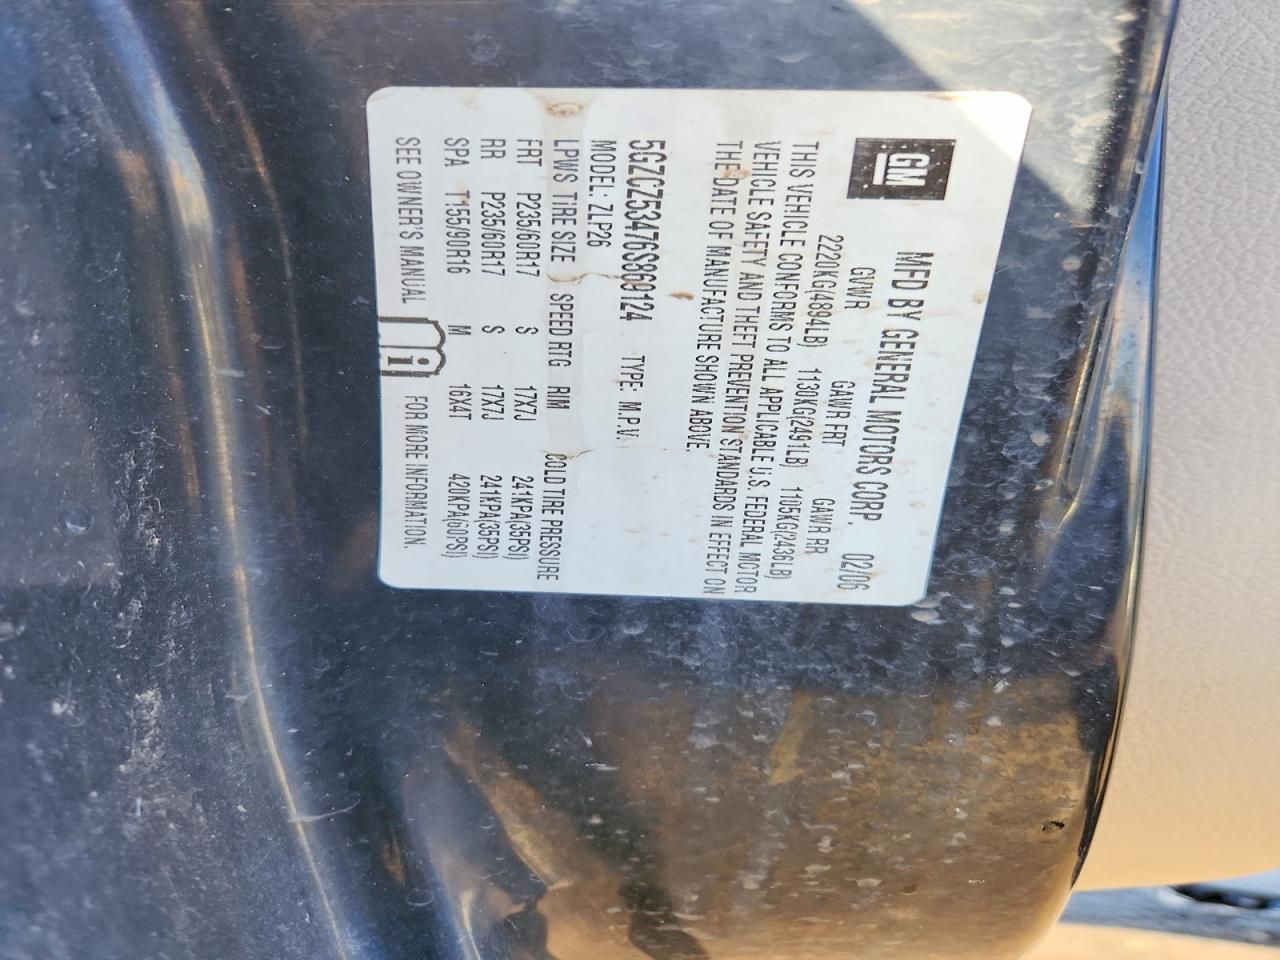 GM
MFD BY GENERAL MOTORS CORP. 02/06
GVWR GAWR FRT GAWR RR
2220KG(4894LB) 1130KG(2491LB) 1105KG(2436LB)
THIS VEHICLE CONFORMS TO ALL APPLICABLE U.S. FEDERAL MOTOR
VEHICLE SAFETY AND THEFT PREVENTION STANDARDS IN EFFECT ON
THE DATE OF MANUFACTURE SHOWN ABOVE.
5GZCZ53476S860124 TYPE: M.P.V.
MODEL: ZLP26
LPWS TIRE SIZE SPEED RTG RIM COLD TIRE PRESSURE
FRT P235/60R17 S 17X7J 241KPA(35PSI)
RR P235/60R17 S 17X7J 241KPA(35PSI)
SPA T155/90R16 M 16X4T 420KPA(60PSI)
SEE OWNER'S MANUAL i FOR MORE INFORMATION.